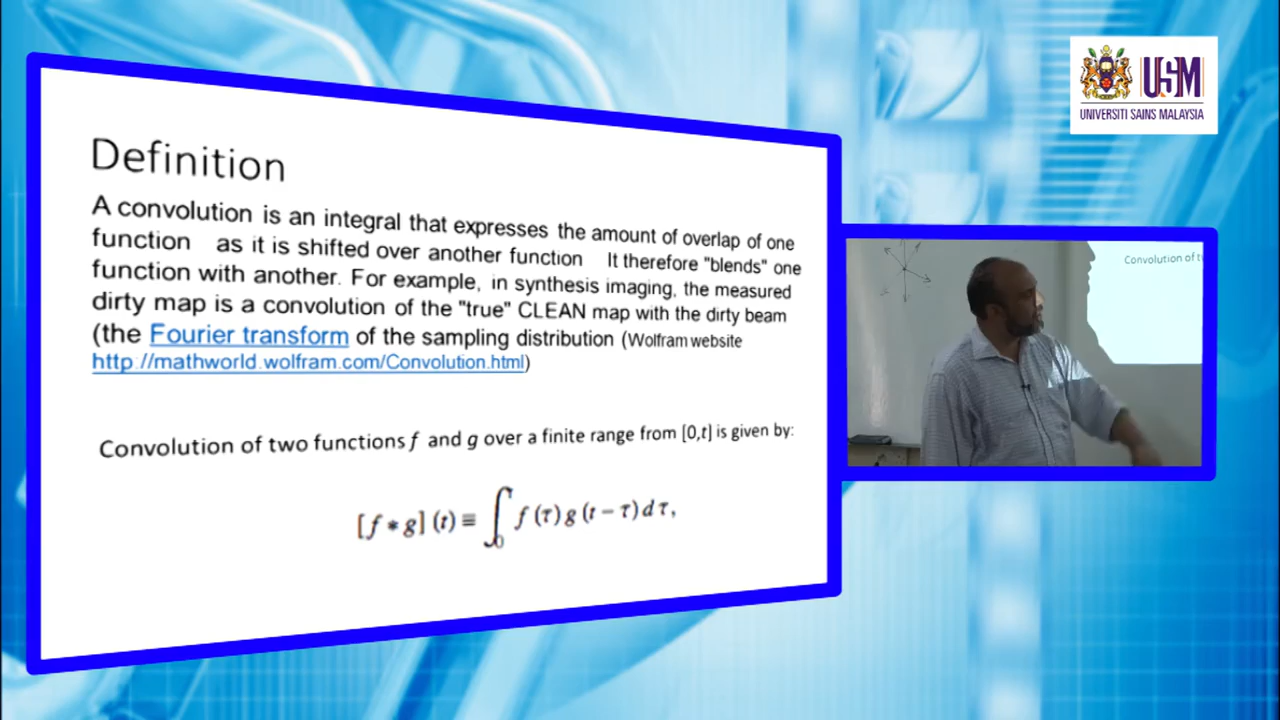 USM
UNIVERSITI SAINS MALAYSIA
Definition
A convolution is an integral that expresses the amount of overlap of one
function as it is shifted over another function It therefore "blends" one
function with another. For example, in synthesis imaging, the measured
dirty map is a convolution of the "true" CLEAN map with the dirty beam
(the Fourier transform of the sampling distribution (Wolfram website
http://mathworld.wolfram.com/Convolution.html)
Convolution of two functions f and g over a finite range from [0,t] is given by:
[f * g] (t) ≡ ∫₀ f (τ) g (t − τ) d τ,
Convolution of t